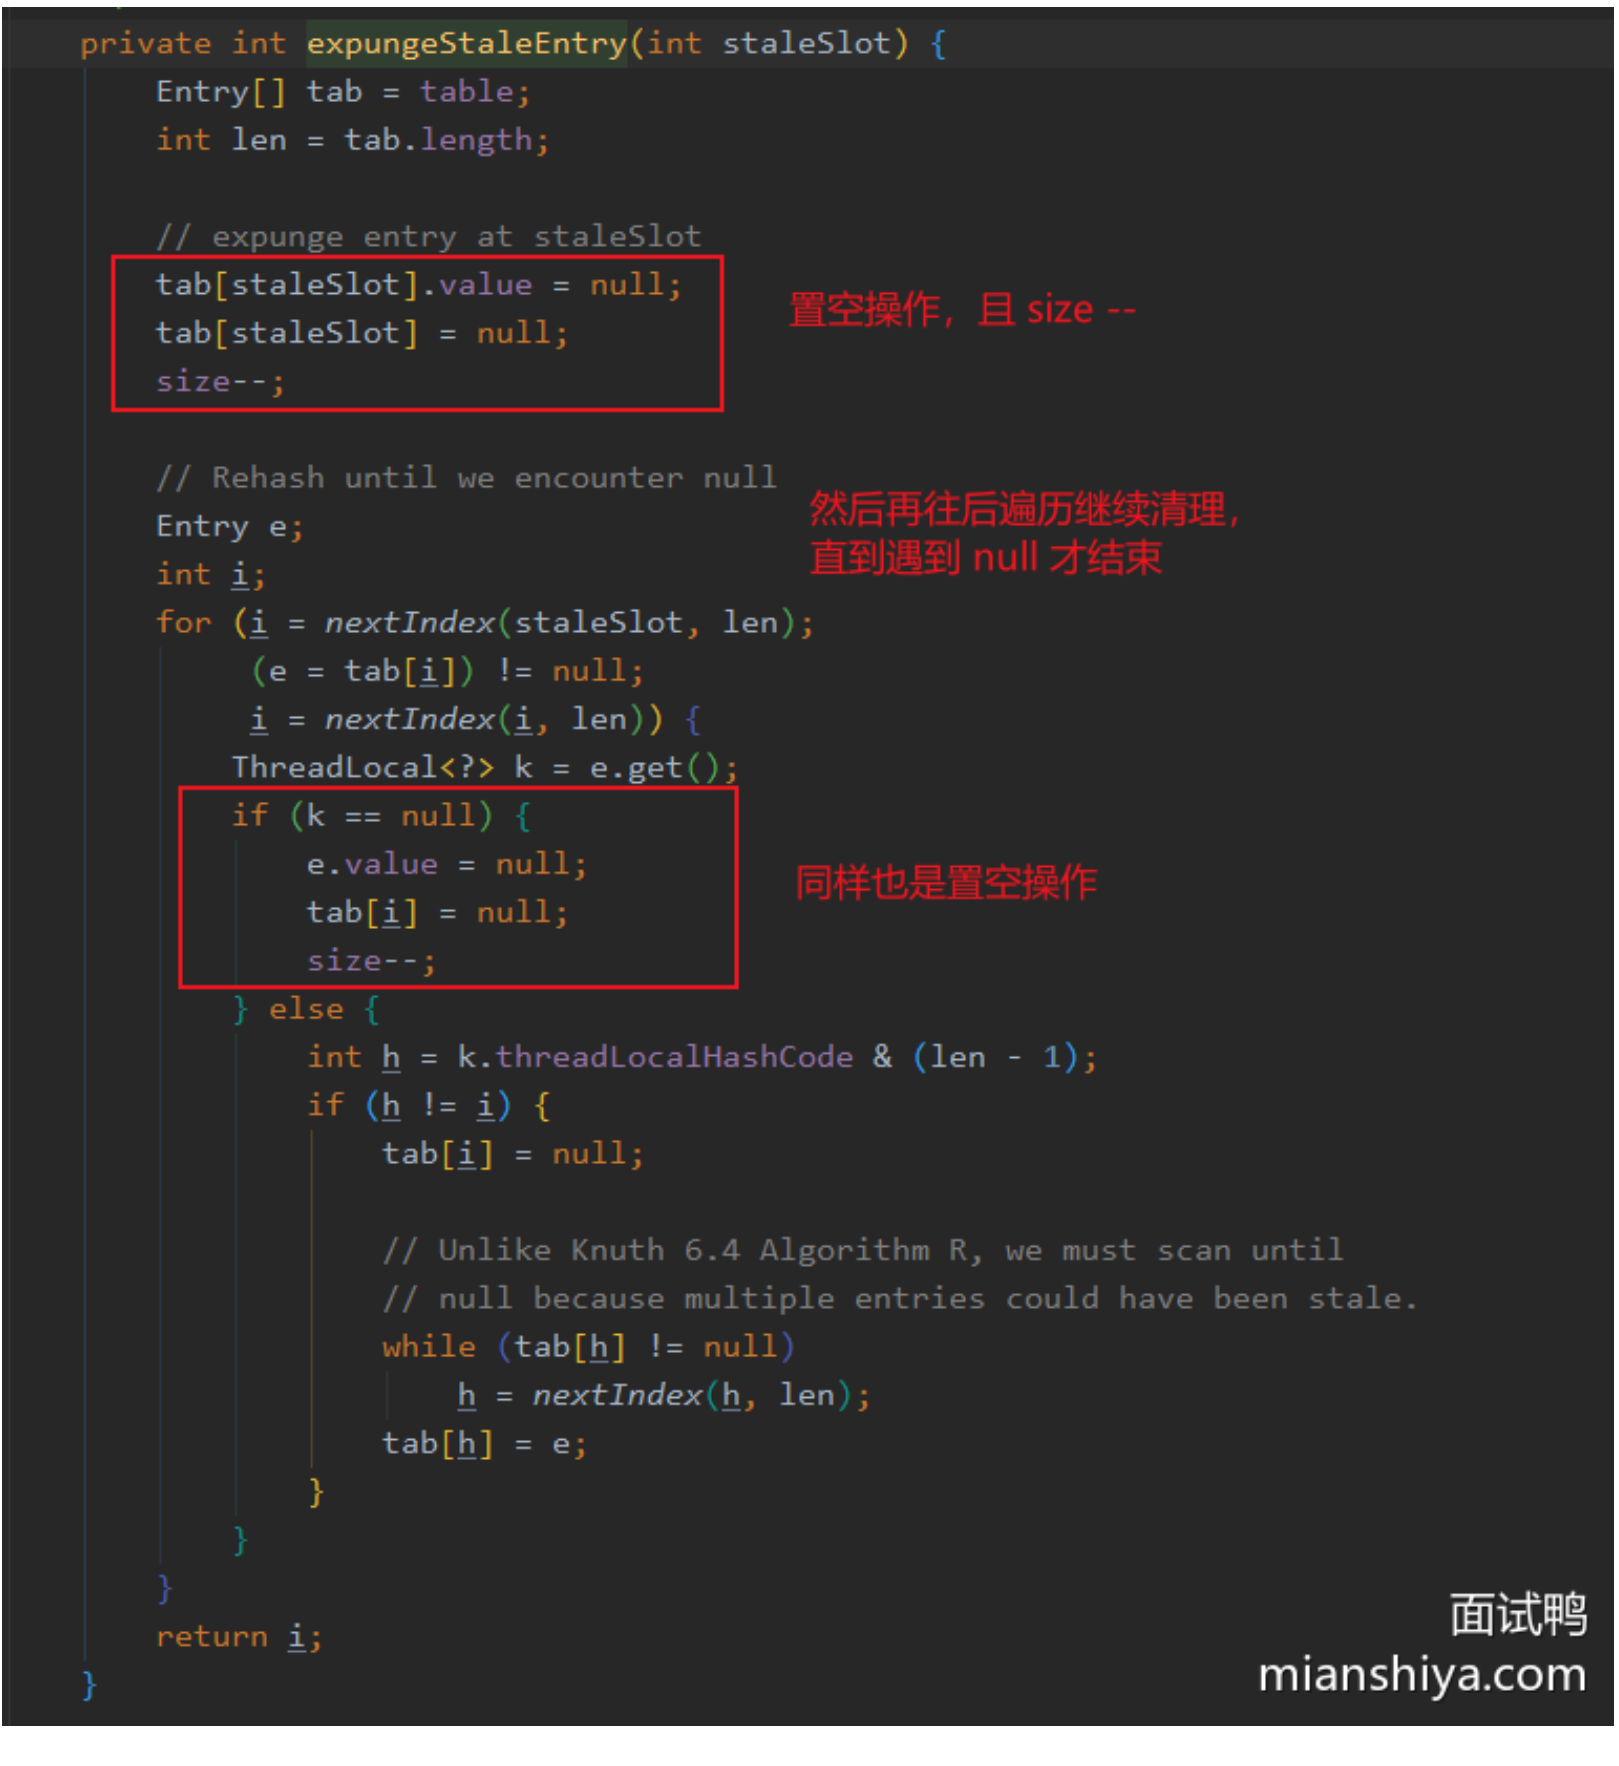 private int expungeStaleEntry(int staleSlot) {
Entry[] tab = table;
int len = tab.length;
// expunge entry at staleSlot
tab[staleSlot].value = null;
置空操作，且 size --
tab[staleSlot] = null;
size--;
// Rehash until we encounter null
然后再往后遍历继续清理，
Entry e;
直到遇到 null 才结束
int i;
for (i = nextIndex(staleSlot, len);
(e = tab[i]) != null;
i = nextIndex(i, len)) {
ThreadLocal<?> k = e.get();
if (k == null) {
e.value = null;
同样也是置空操作
tab[i] = null;
size--;
} else {
int h = k.threadLocalHashCode & (len - 1);
if (h != i) {
tab[i] = null;
// Unlike Knuth 6.4 Algorithm R, we must scan until
// null because multiple entries could have been stale.
while (tab[h] != null)
h = nextIndex(h, len);
tab[h] = e;
}
}
}
return i;
}
面试鸭
mianshiya.com